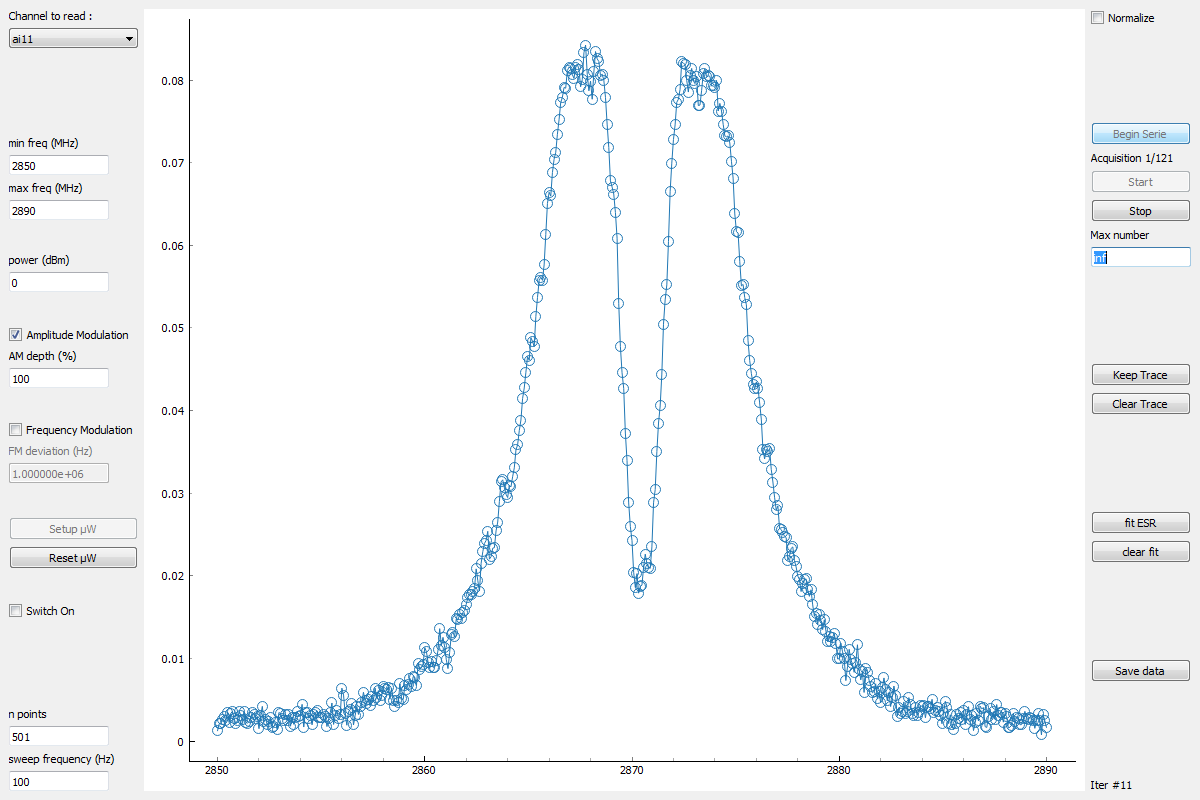 Channel to read :
ai11
min freq (MHz)
2850
max freq (MHz)
2890
power (dBm)
0
Amplitude Modulation
AM depth (%)
100
Frequency Modulation
FM deviation (Hz)
1.000000e+06
Setup µW
Reset µW
Switch On
n points
501
sweep frequency (Hz)
100
0.08
0.07
0.06
0.05
0.04
0.03
0.02
0.01
0
2850 2860 2870 2880 2890
Normalize
Begin Serie
Acquisition 1/121
Start
Stop
Max number
inf
Keep Trace
Clear Trace
fit ESR
clear fit
Save data
Iter #11